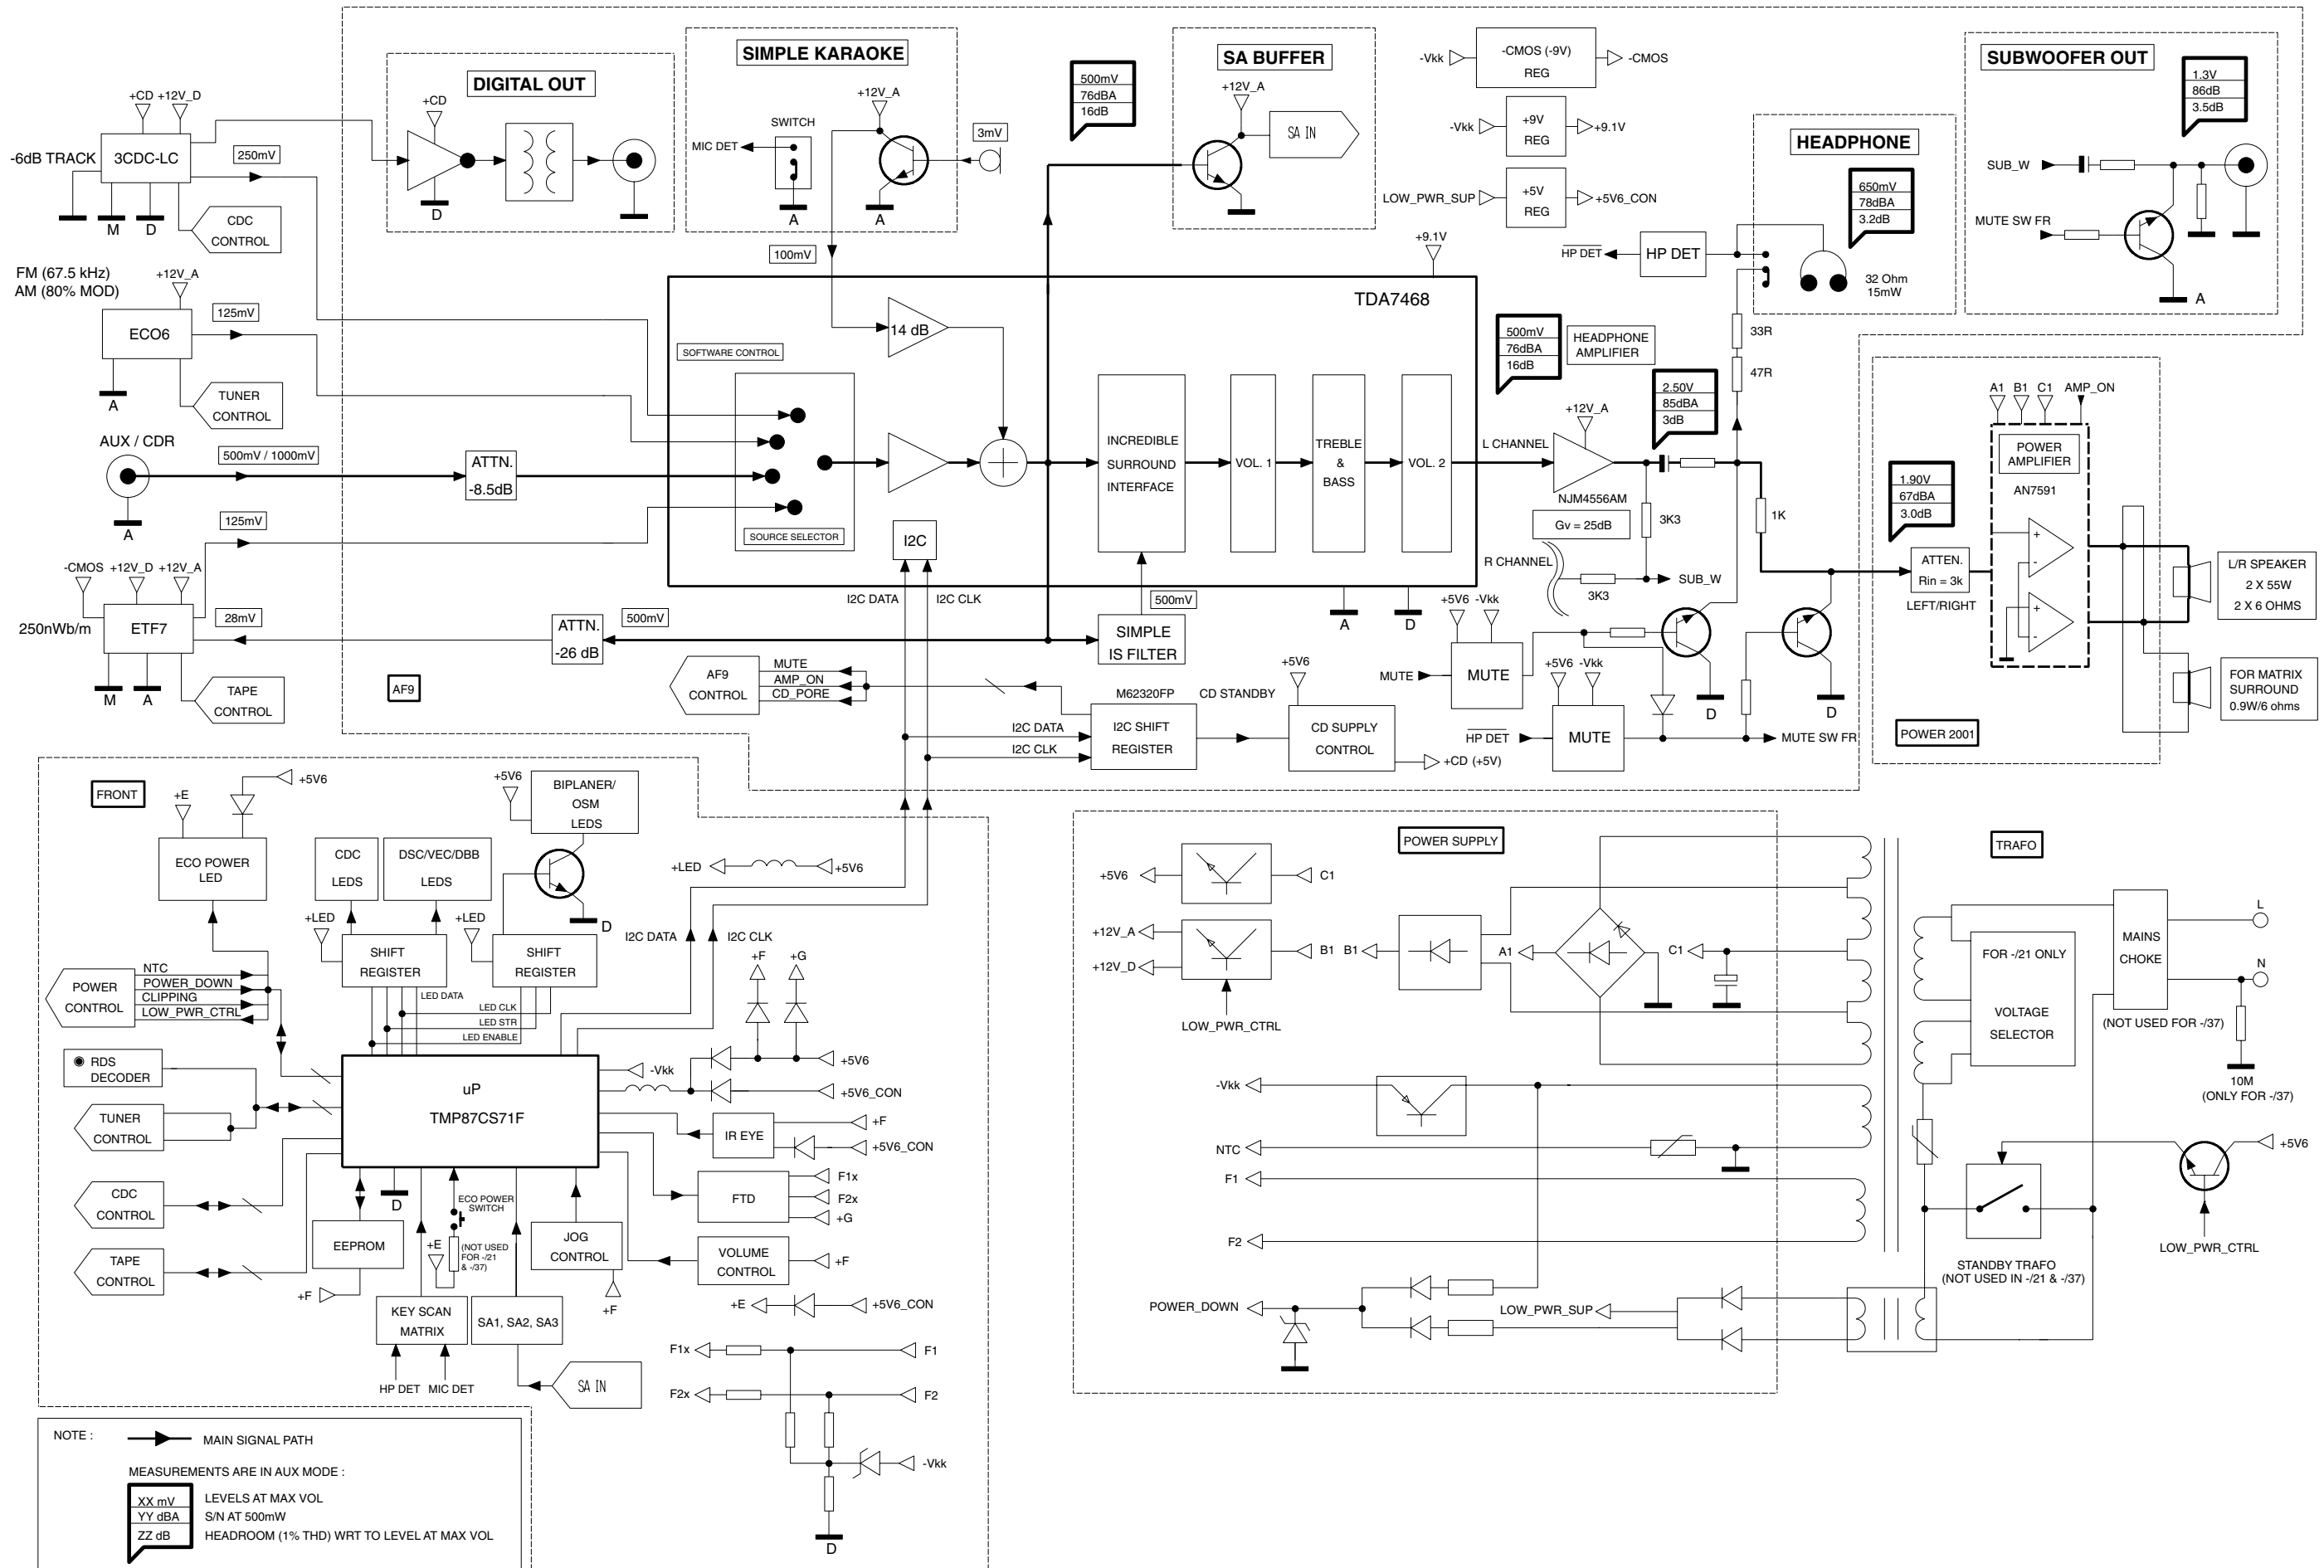 DIGITAL OUT
+CD
D
SIMPLE KARAOKE
+12V_A
SWITCH
MIC DET
A
A
3mV
100mV
500mV
76dBA
16dB
SA BUFFER
+12V_A
SA IN
-Vkk
-CMOS (-9V)
REG
-CMOS
-Vkk
+9V
REG
+9.1V
LOW_PWR_SUP
+5V
REG
+5V6_CON
HEADPHONE
650mV
78dBA
3.2dB
HP DET
HP DET
32 Ohm
15mW
33R
47R
SUBWOOFER OUT
1.3V
86dB
3.5dB
SUB_W
MUTE SW FR
A
+CD
+12V_D
-6dB TRACK
3CDC-LC
250mV
M
D
CDC
CONTROL
FM (67.5 kHz)
AM (80% MOD)
+12V_A
ECO6
125mV
A
TUNER
CONTROL
AUX / CDR
500mV / 1000mV
A
ATTN.
-8.5dB
125mV
-CMOS
+12V_D
+12V_A
250nWb/m
ETF7
28mV
M
A
TAPE
CONTROL
ATTN.
-26 dB
500mV
AF9
+9.1V
TDA7468
14 dB
SOFTWARE CONTROL
SOURCE SELECTOR
I2C
I2C DATA
I2C CLK
INCREDIBLE
SURROUND
INTERFACE
VOL. 1
TREBLE
&
BASS
VOL. 2
A
D
500mV
SIMPLE
IS FILTER
500mV
76dBA
16dB
HEADPHONE
AMPLIFIER
2.50V
85dBA
3dB
+12V_A
L CHANNEL
NJM4556AM
Gv = 25dB
R CHANNEL
3K3
3K3
SUB_W
1K
+5V6
-Vkk
MUTE
MUTE
+5V6
-Vkk
HP DET
MUTE
D
D
MUTE SW FR
AF9
CONTROL
MUTE
AMP_ON
CD_PORE
M62320FP
I2C DATA
I2C CLK
I2C SHIFT
REGISTER
CD STANDBY
+5V6
CD SUPPLY
CONTROL
+CD (+5V)
A1
B1
C1
AMP_ON
POWER
AMPLIFIER
AN7591
+
-
+
-
1.90V
67dBA
3.0dB
ATTEN.
Rin = 3k
LEFT/RIGHT
POWER 2001
L/R SPEAKER
2 X 55W
2 X 6 OHMS
FOR MATRIX
SURROUND
0.9W/6 ohms
FRONT
+E
+5V6
ECO POWER
LED
CDC
LEDS
DSC/VEC/DBB
LEDS
+5V6
BIPLANER/
OSM
LEDS
D
+LED
SHIFT
REGISTER
+LED
SHIFT
REGISTER
LED DATA
LED CLK
LED STR
LED ENABLE
+LED
+5V6
I2C DATA
I2C CLK
POWER
CONTROL
NTC
POWER_DOWN
CLIPPING
LOW_PWR_CTRL
RDS
DECODER
TUNER
CONTROL
CDC
CONTROL
TAPE
CONTROL
uP
TMP87CS71F
+F
+G
-Vkk
+5V6
+5V6_CON
IR EYE
+F
+5V6_CON
FTD
F1x
F2x
+G
VOLUME
CONTROL
+F
+E
+5V6_CON
D
EEPROM
+F
ECO POWER
SWITCH
+E
(NOT USED
FOR -/21
& -/37)
KEY SCAN
MATRIX
HP DET
MIC DET
SA1, SA2, SA3
SA IN
JOG
CONTROL
+F
F1x
F1
F2x
F2
-Vkk
D
POWER SUPPLY
+5V6
C1
+12V_A
+12V_D
B1
LOW_PWR_CTRL
B1
A1
C1
-Vkk
NTC
F1
F2
POWER_DOWN
LOW_PWR_SUP
TRAFO
FOR -/21 ONLY
VOLTAGE
SELECTOR
MAINS
CHOKE
(NOT USED FOR -/37)
L
N
10M
(ONLY FOR -/37)
+5V6
LOW_PWR_CTRL
STANDBY TRAFO
(NOT USED IN -/21 & -/37)
NOTE :
MAIN SIGNAL PATH
MEASUREMENTS ARE IN AUX MODE :
XX mV
LEVELS AT MAX VOL
YY dBA
S/N AT 500mW
ZZ dB
HEADROOM (1% THD) WRT TO LEVEL AT MAX VOL